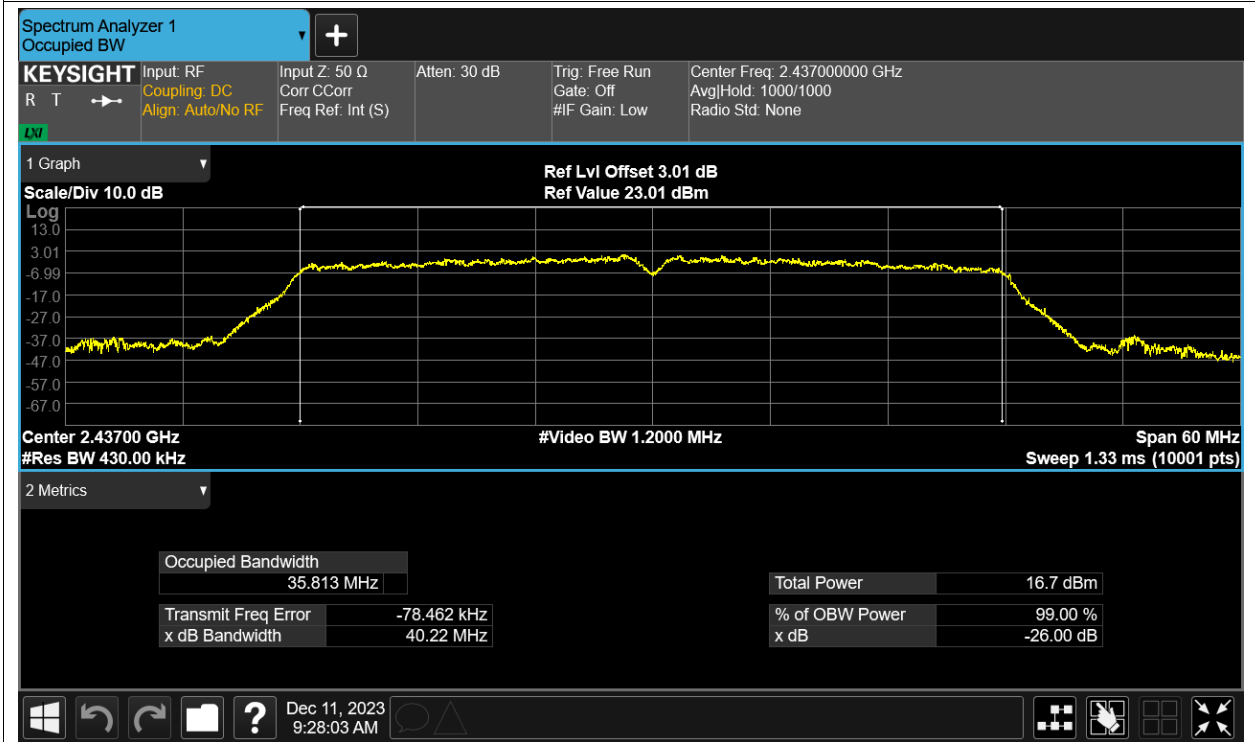 Spectrum Analyzer 1
Occupied BW
KEYSIGHT
R T
LXI
Input: RF
Coupling: DC
Align: Auto/No RF
Input Z: 50 Ω
Corr CCorr
Freq Ref: Int (S)
Atten: 30 dB
Trig: Free Run
Gate: Off
#IF Gain: Low
Center Freq: 2.437000000 GHz
Avg|Hold: 1000/1000
Radio Std: None
1 Graph
Scale/Div 10.0 dB
Ref Lvl Offset 3.01 dB
Ref Value 23.01 dBm
Log
13.0
3.01
-6.99
-17.0
-27.0
-37.0
-47.0
-57.0
-67.0
Center 2.43700 GHz
#Video BW 1.2000 MHz
Span 60 MHz
#Res BW 430.00 kHz
Sweep 1.33 ms (10001 pts)
2 Metrics
Occupied Bandwidth
35.813 MHz
Total Power 16.7 dBm
Transmit Freq Error -78.462 kHz
% of OBW Power 99.00 %
x dB Bandwidth 40.22 MHz
x dB -26.00 dB
?
Dec 11, 2023
9:28:03 AM